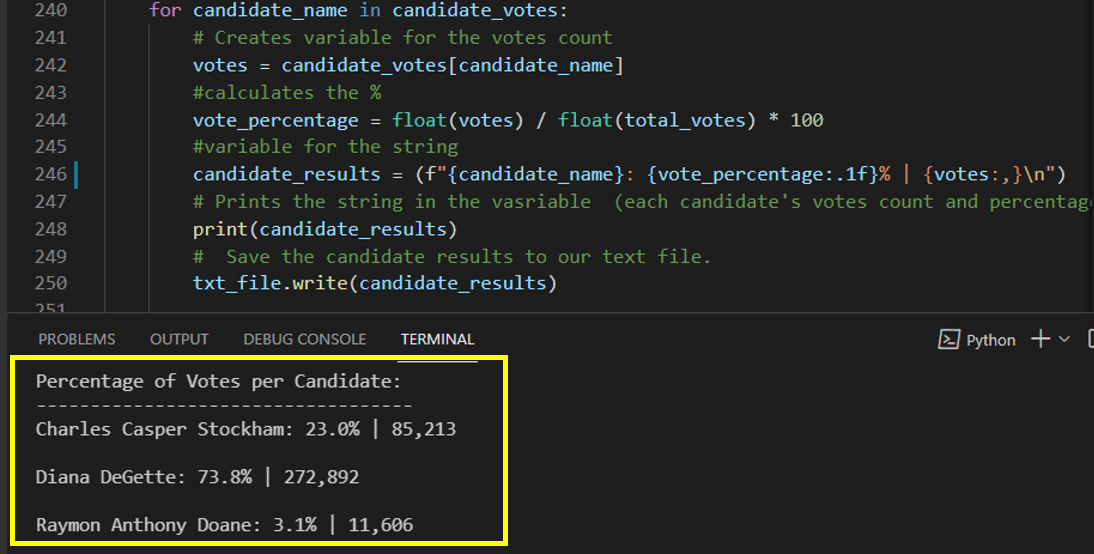 240 for candidate_name in candidate_votes:
241 # Creates variable for the votes count
242 votes = candidate_votes[candidate_name]
243 #calculates the %
244 vote_percentage = float(votes) / float(total_votes) * 100
245 #variable for the string
246 candidate_results = (f"{candidate_name}: {vote_percentage:.1f}% | {votes:,}\n")
247 # Prints the string in the vasriable  (each candidate's votes count and percentag
248 print(candidate_results)
249 #  Save the candidate results to our text file.
250 txt_file.write(candidate_results)
251
PROBLEMS OUTPUT DEBUG CONSOLE TERMINAL Python
Percentage of Votes per Candidate:
-----------------------------------
Charles Casper Stockham: 23.0% | 85,213
Diana DeGette: 73.8% | 272,892
Raymon Anthony Doane: 3.1% | 11,606